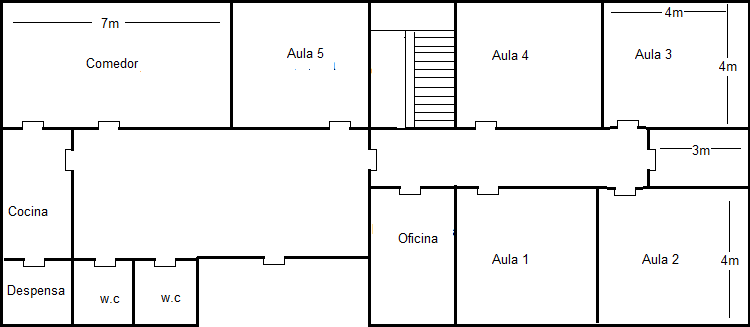 7m
Comedor
Aula 5
Aula 4
4m
Aula 3
4m
3m
Cocina
Oficina
Aula 1
Aula 2
4m
Despensa
w.c
w.c